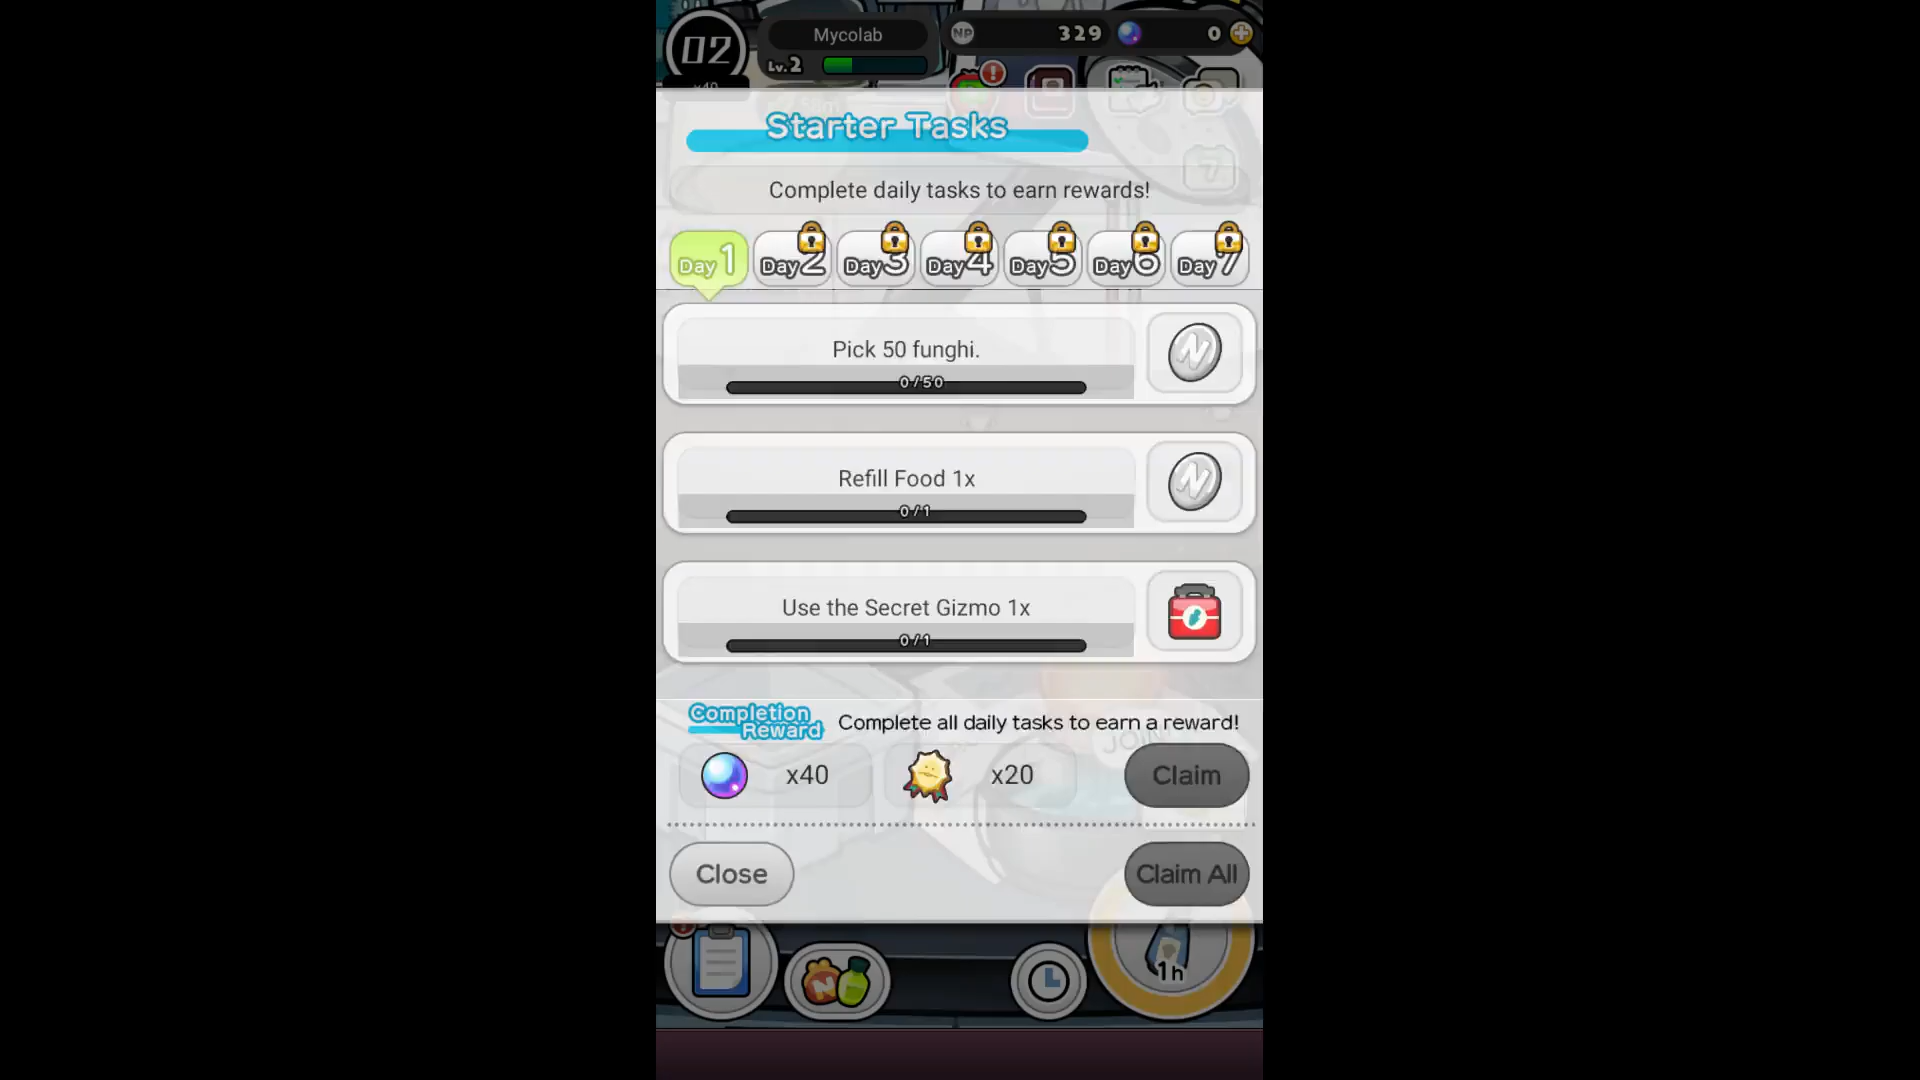 02
Mycolab
NP
329
0
Lv.2
x40
Starter Tasks
Complete daily tasks to earn rewards!
Day 1
Day 2
Day 3
Day 4
Day 5
Day 6
Day 7
Pick 50 funghi.
0/50
Refill Food 1x
0/1
Use the Secret Gizmo 1x
0/1
Completion Reward
Complete all daily tasks to earn a reward!
x40
x20
Claim
Close
Claim All
1h